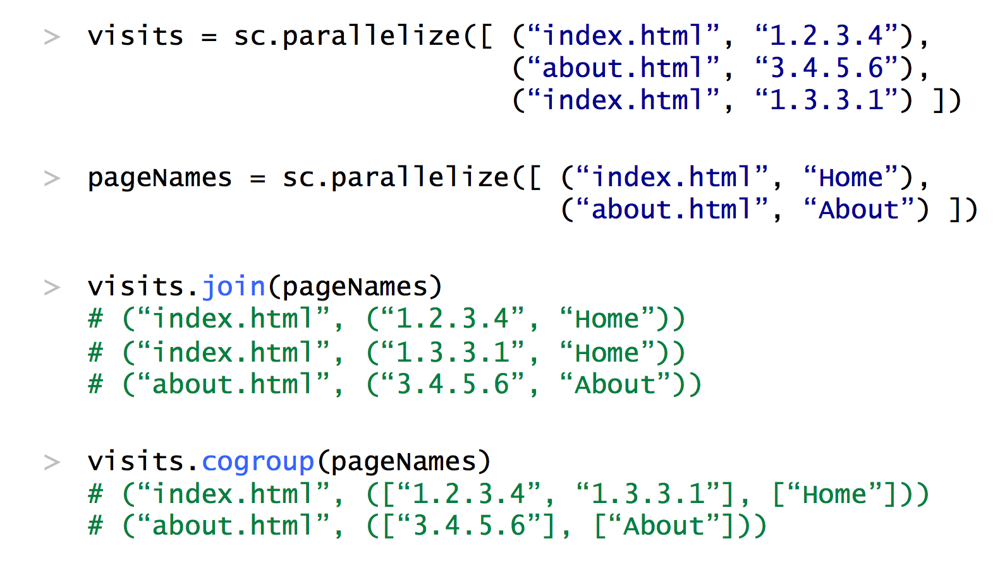 > visits = sc.parallelize([ (“index.html”, “1.2.3.4”),
(“about.html”, “3.4.5.6”),
(“index.html”, “1.3.3.1”) ])
> pageNames = sc.parallelize([ (“index.html”, “Home”),
(“about.html”, “About”) ])
> visits.join(pageNames)
# (“index.html”, (“1.2.3.4”, “Home”))
# (“index.html”, (“1.3.3.1”, “Home”))
# (“about.html”, (“3.4.5.6”, “About”))
> visits.cogroup(pageNames)
# (“index.html”, ([“1.2.3.4”, “1.3.3.1”], [“Home”]))
# (“about.html”, ([“3.4.5.6”], [“About”]))